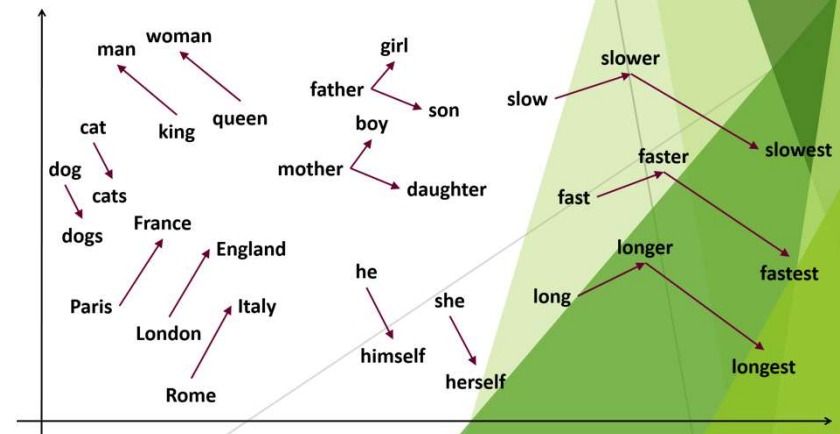 man
woman
king
queen
cat
cats
dog
dogs
France
Paris
England
London
Italy
Rome
girl
father
son
boy
mother
daughter
he
himself
she
herself
slower
slow
slowest
faster
fast
fastest
longer
long
longest